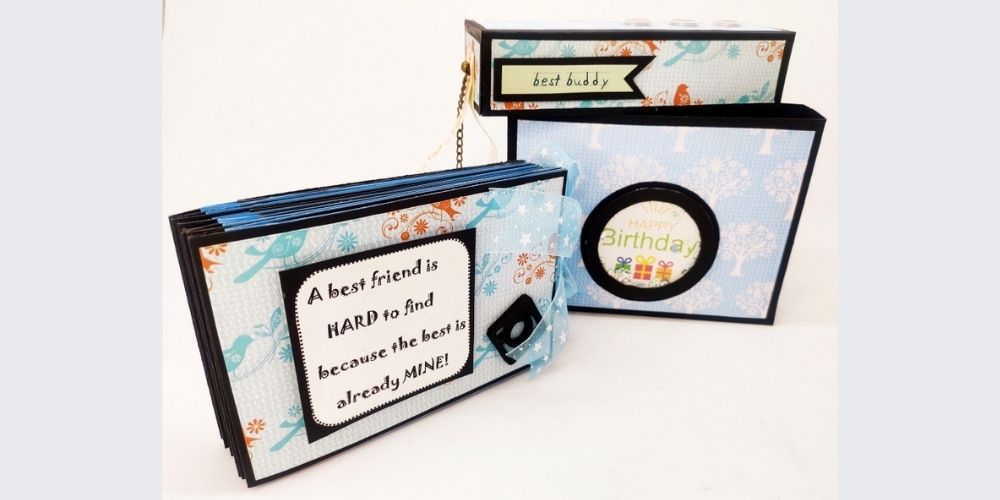 best buddy
HAPPY
Birthday
A best friend is
HARD to find
because the best is
already MINE!